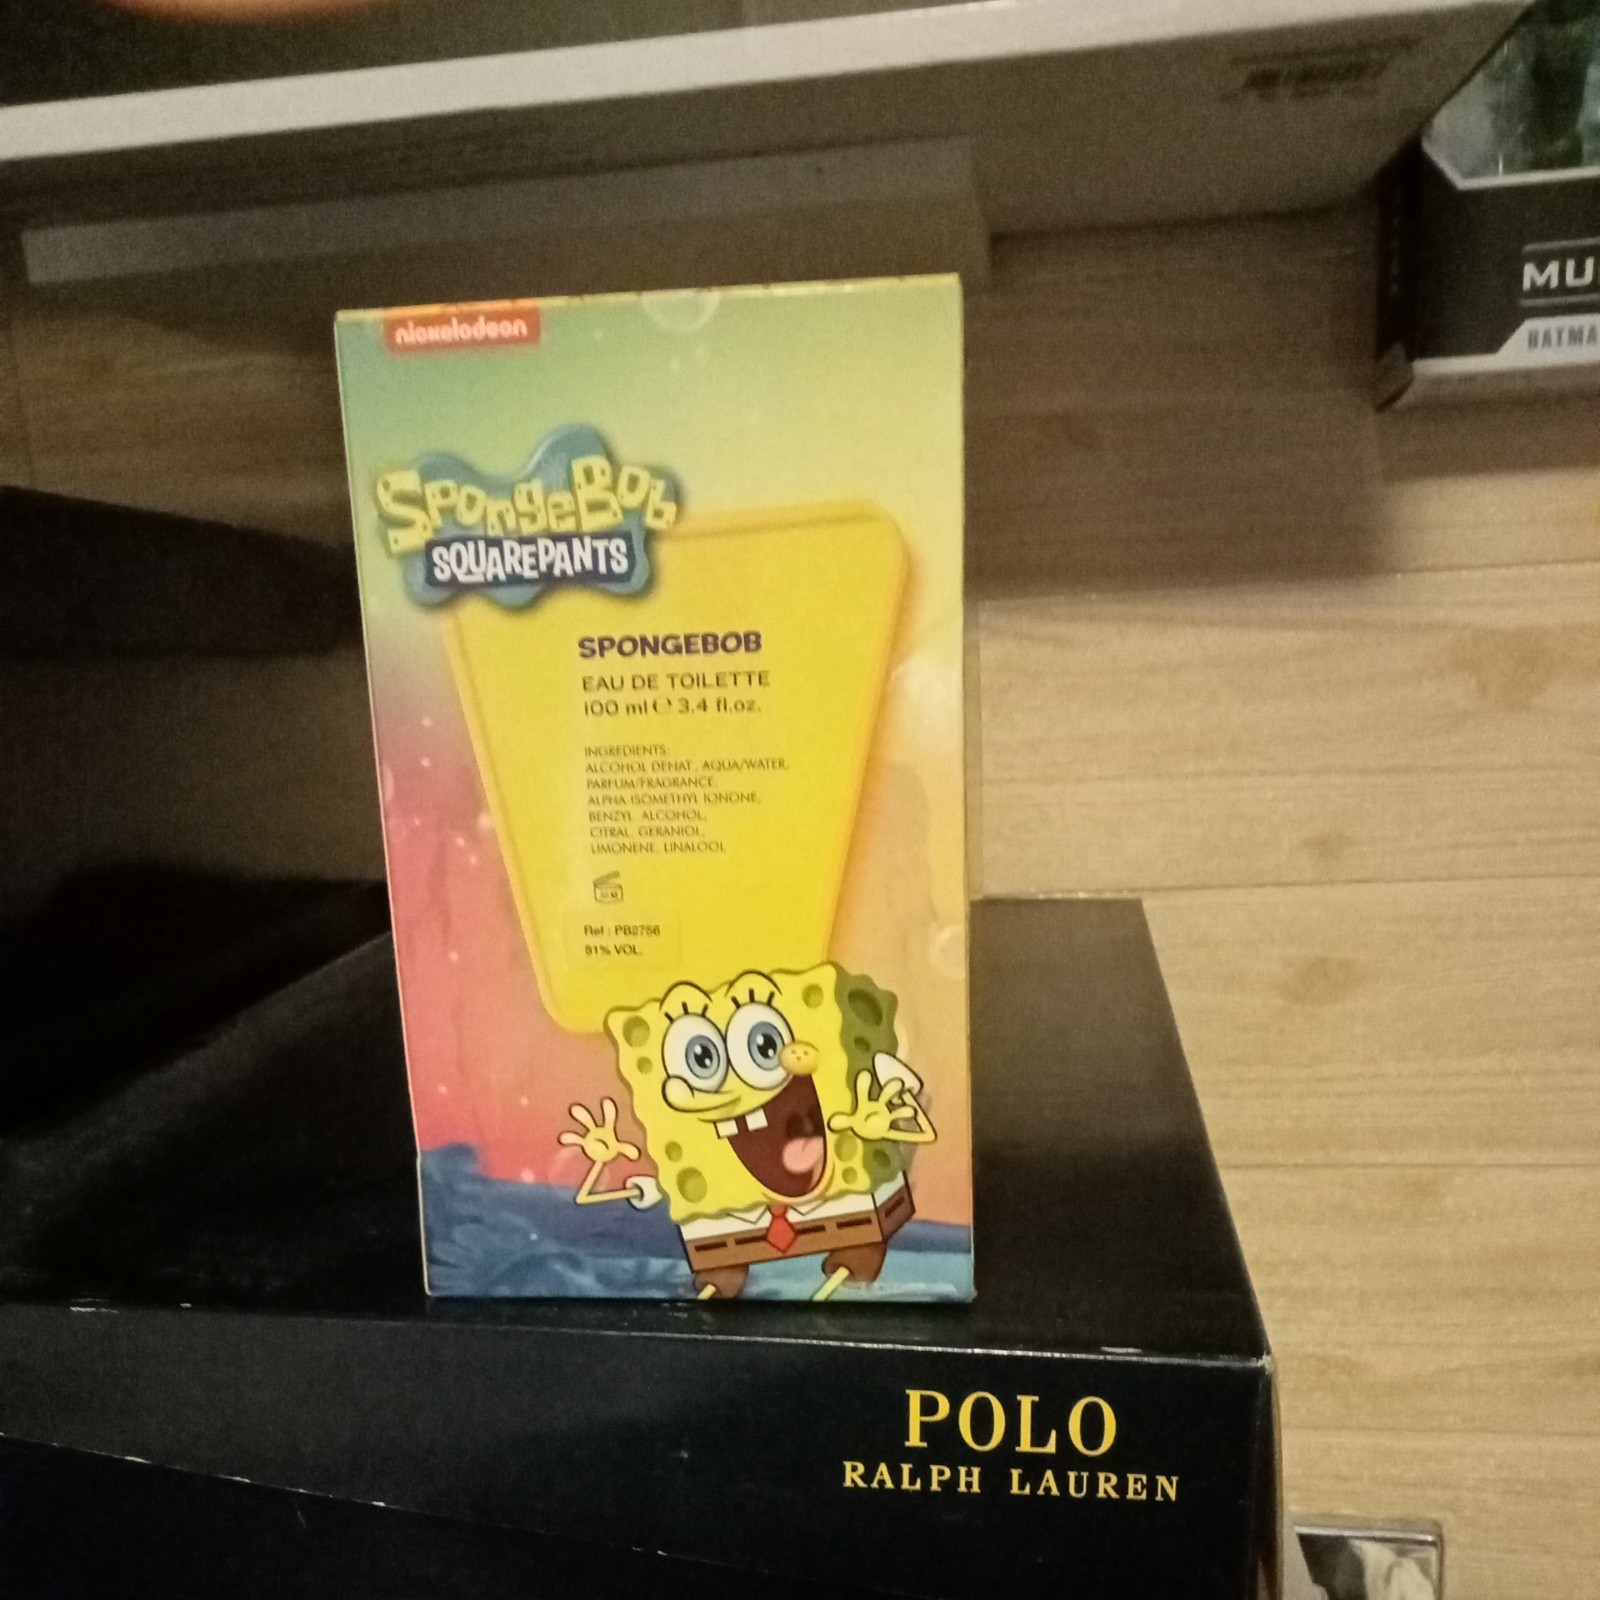 nickelodeon
SPONGEBOB
SQUAREPANTS
SPONGEBOB
EAU DE TOILETTE
100 ml ℮ 3.4 fl.oz.
INGREDIENTS:
ALCOHOL DENAT., AQUA/WATER,
PARFUM/FRAGRANCE,
ALPHA-ISOMETHYL IONONE,
BENZYL ALCOHOL,
CITRAL, GERANIOL,
LIMONENE, LINALOOL
Ref : PB2756
81% VOL.
MU
BATMA
POLO
RALPH LAUREN